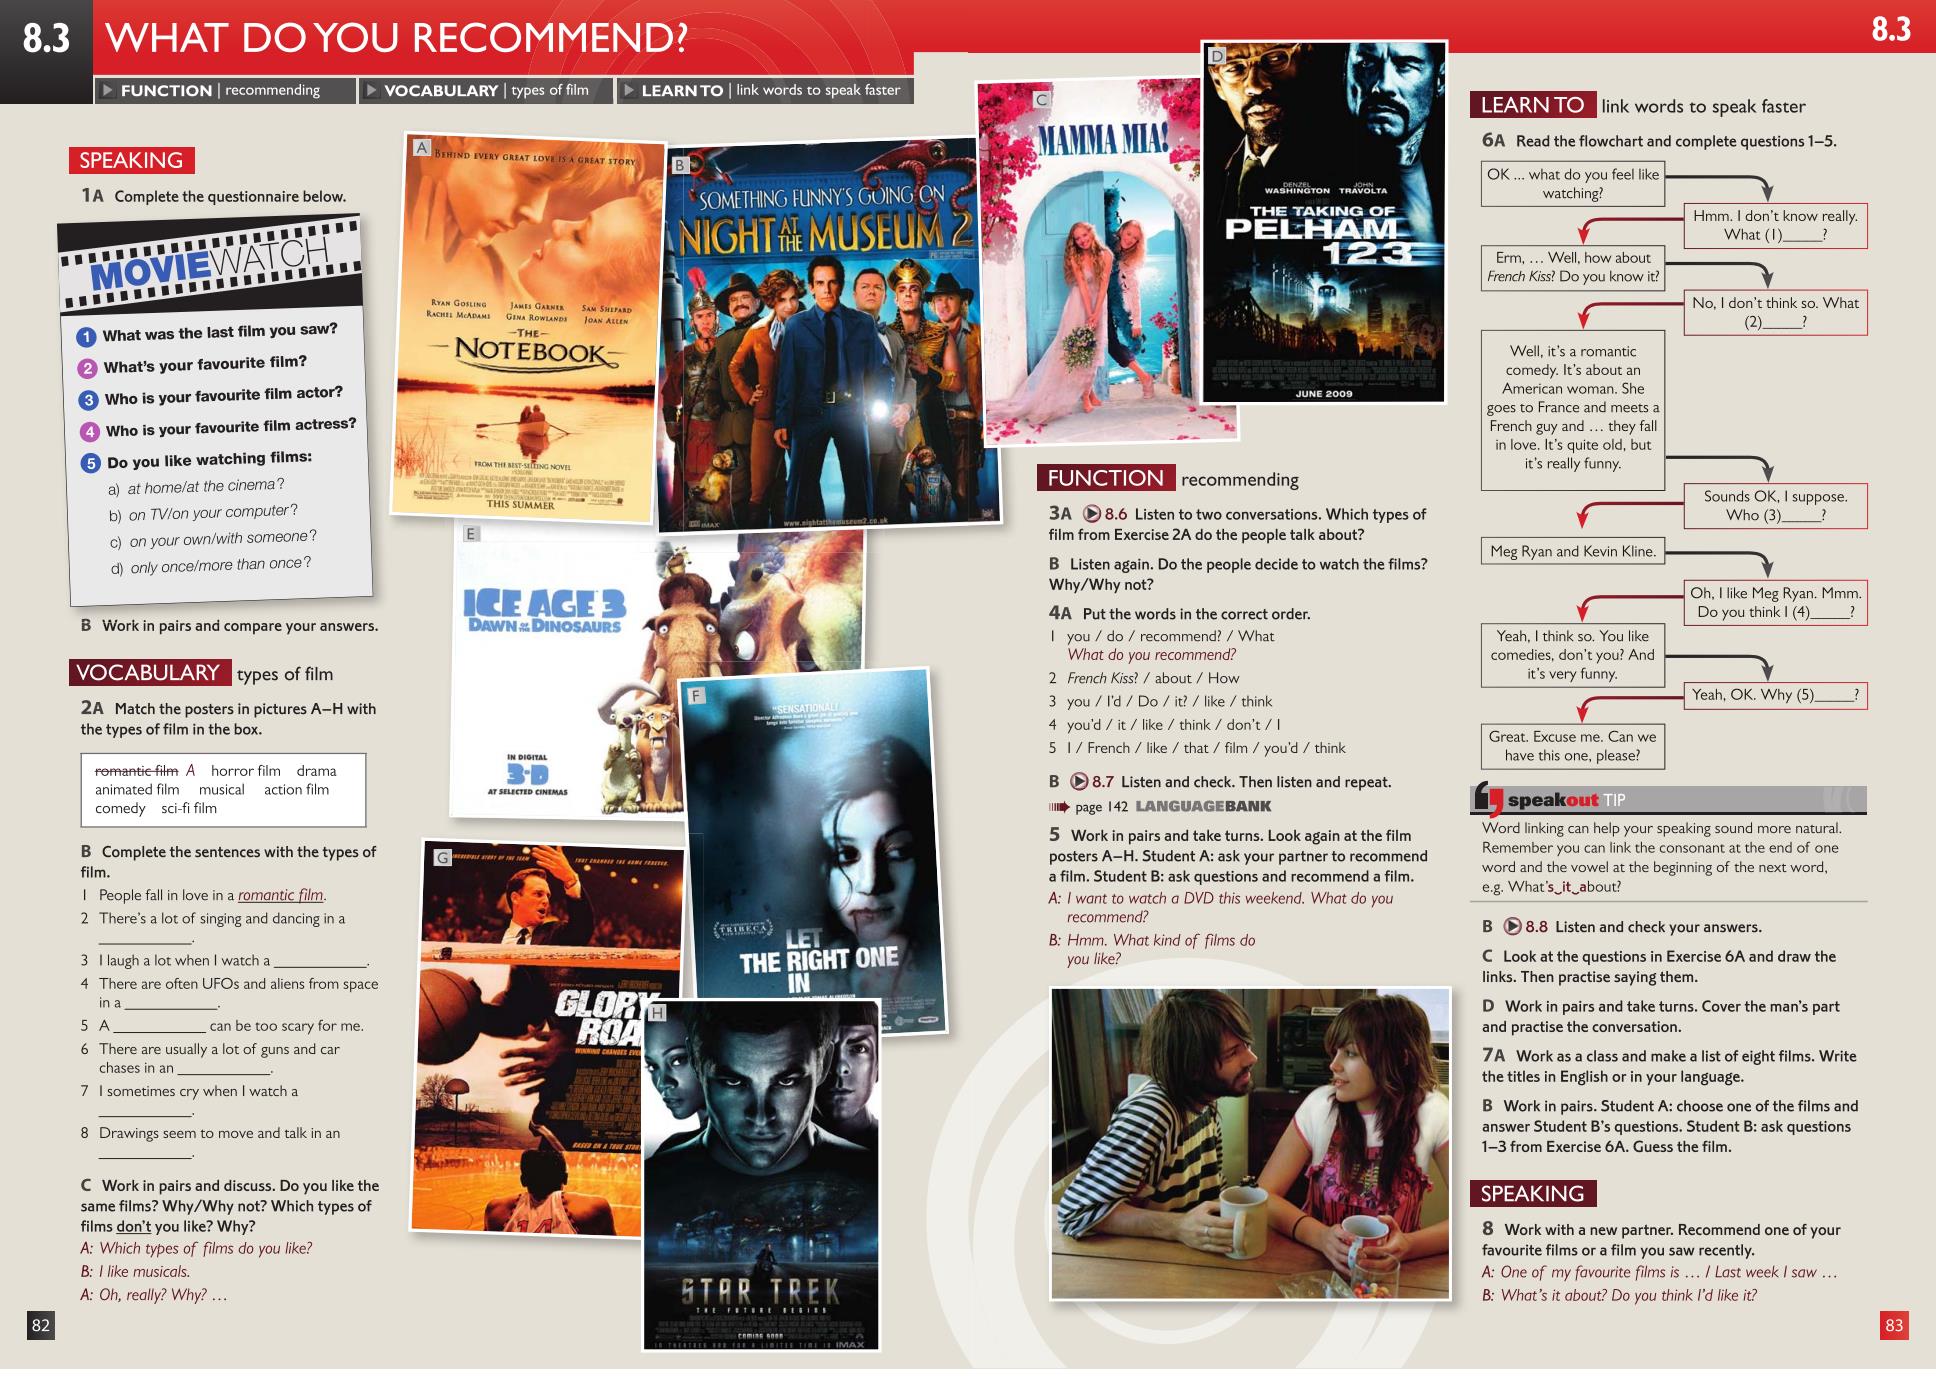 8.3
WHAT DO YOU RECOMMEND?
8.3
FUNCTION | recommending
VOCABULARY | types of film
LEARN TO | link words to speak faster
SPEAKING
1A Complete the questionnaire below.
MOVIEWATCH
1 What was the last film you saw?
2 What's your favourite film?
3 Who is your favourite film actor?
4 Who is your favourite film actress?
5 Do you like watching films:
a) at home/at the cinema?
b) on TV/on your computer?
c) on your own/with someone?
d) only once/more than once?
B Work in pairs and compare your answers.
VOCABULARY types of film
2A Match the posters in pictures A–H with
the types of film in the box.
romantic film A horror film drama
animated film musical action film
comedy sci-fi film
B Complete the sentences with the types of
film.
1 People fall in love in a romantic film.
2 There's a lot of singing and dancing in a
____________.
3 I laugh a lot when I watch a ____________.
4 There are often UFOs and aliens from space
in a ____________.
5 A ____________ can be too scary for me.
6 There are usually a lot of guns and car
chases in an ____________.
7 I sometimes cry when I watch a
____________.
8 Drawings seem to move and talk in an
____________.
C Work in pairs and discuss. Do you like the
same films? Why/Why not? Which types of
films don't you like? Why?
A: Which types of films do you like?
B: I like musicals.
A: Oh, really? Why? …
82
A
BEHIND EVERY GREAT LOVE IS A GREAT STORY
RYAN GOSLING JAMES GARNER SAM SHEPARD
RACHEL McADAMS GENA ROWLANDS JOAN ALLEN
THE
NOTEBOOK
FROM THE BEST-SELLING NOVEL
THIS SUMMER
B
SOMETHING FUNNY'S GOING ON
NIGHT AT THE MUSEUM 2
IMAX
www.nightatthemuseum2.co.uk
C
MAMMA MIA!
D
DENZEL WASHINGTON JOHN TRAVOLTA
THE TAKING OF
PELHAM
123
JUNE 2009
E
ICE AGE 3
DAWN OF THE DINOSAURS
IN DIGITAL
3-D
AT SELECTED CINEMAS
F
"SENSATIONAL!"
TRIBECA
LET
THE RIGHT ONE
IN
G
INCREDIBLE STORY OF THE TEAM THAT CHANGED THE GAME FOREVER.
GLORY
ROA
WINNING CHANGES EVE
BASED ON A TRUE STOR
14
H
STAR TREK
THE FUTURE BEGINS
COMING SOON
IN THEATRES AND FOR A LIMITED TIME IN IMAX
FUNCTION recommending
3A 8.6 Listen to two conversations. Which types of
film from Exercise 2A do the people talk about?
B Listen again. Do the people decide to watch the films?
Why/Why not?
4A Put the words in the correct order.
1 you / do / recommend? / What
What do you recommend?
2 French Kiss? / about / How
3 you / I'd / Do / it? / like / think
4 you'd / it / like / think / don't / I
5 I / French / like / that / film / you'd / think
B 8.7 Listen and check. Then listen and repeat.
page 142 LANGUAGEBANK
5 Work in pairs and take turns. Look again at the film
posters A–H. Student A: ask your partner to recommend
a film. Student B: ask questions and recommend a film.
A: I want to watch a DVD this weekend. What do you
recommend?
B: Hmm. What kind of films do
you like?
LEARN TO link words to speak faster
6A Read the flowchart and complete questions 1–5.
OK ... what do you feel like
watching?
Hmm. I don't know really.
What (1)_____?
Erm, … Well, how about
French Kiss? Do you know it?
No, I don't think so. What
(2)_____?
Well, it's a romantic
comedy. It's about an
American woman. She
goes to France and meets a
French guy and … they fall
in love. It's quite old, but
it's really funny.
Sounds OK, I suppose.
Who (3)_____?
Meg Ryan and Kevin Kline.
Oh, I like Meg Ryan. Mmm.
Do you think I (4)_____?
Yeah, I think so. You like
comedies, don't you? And
it's very funny.
Yeah, OK. Why (5)_____?
Great. Excuse me. Can we
have this one, please?
speakout TIP
Word linking can help your speaking sound more natural.
Remember you can link the consonant at the end of one
word and the vowel at the beginning of the next word,
e.g. What's‿it‿about?
B 8.8 Listen and check your answers.
C Look at the questions in Exercise 6A and draw the
links. Then practise saying them.
D Work in pairs and take turns. Cover the man's part
and practise the conversation.
7A Work as a class and make a list of eight films. Write
the titles in English or in your language.
B Work in pairs. Student A: choose one of the films and
answer Student B's questions. Student B: ask questions
1–3 from Exercise 6A. Guess the film.
SPEAKING
8 Work with a new partner. Recommend one of your
favourite films or a film you saw recently.
A: One of my favourite films is … / Last week I saw …
B: What's it about? Do you think I'd like it?
83